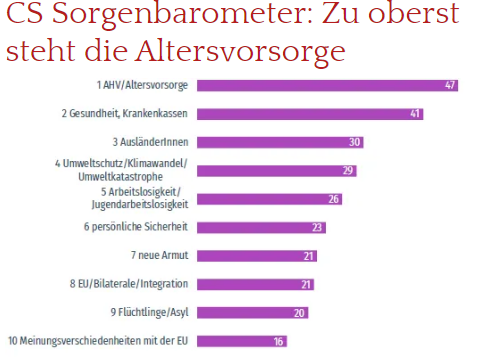 CS Sorgenbarometer: Zu oberst
steht die Altersvorsorge
1 AHV/Altersvorsorge 47
2 Gesundheit, Krankenkassen 41
3 AusländerInnen 30
4 Umweltschutz/Klimawandel/
Umweltkatastrophe 29
5 Arbeitslosigkeit/
Jugendarbeitslosigkeit 26
6 persönliche Sicherheit 23
7 neue Armut 21
8 EU/Bilaterale/Integration 21
9 Flüchtlinge/Asyl 20
10 Meinungsverschiedenheiten mit der EU 16